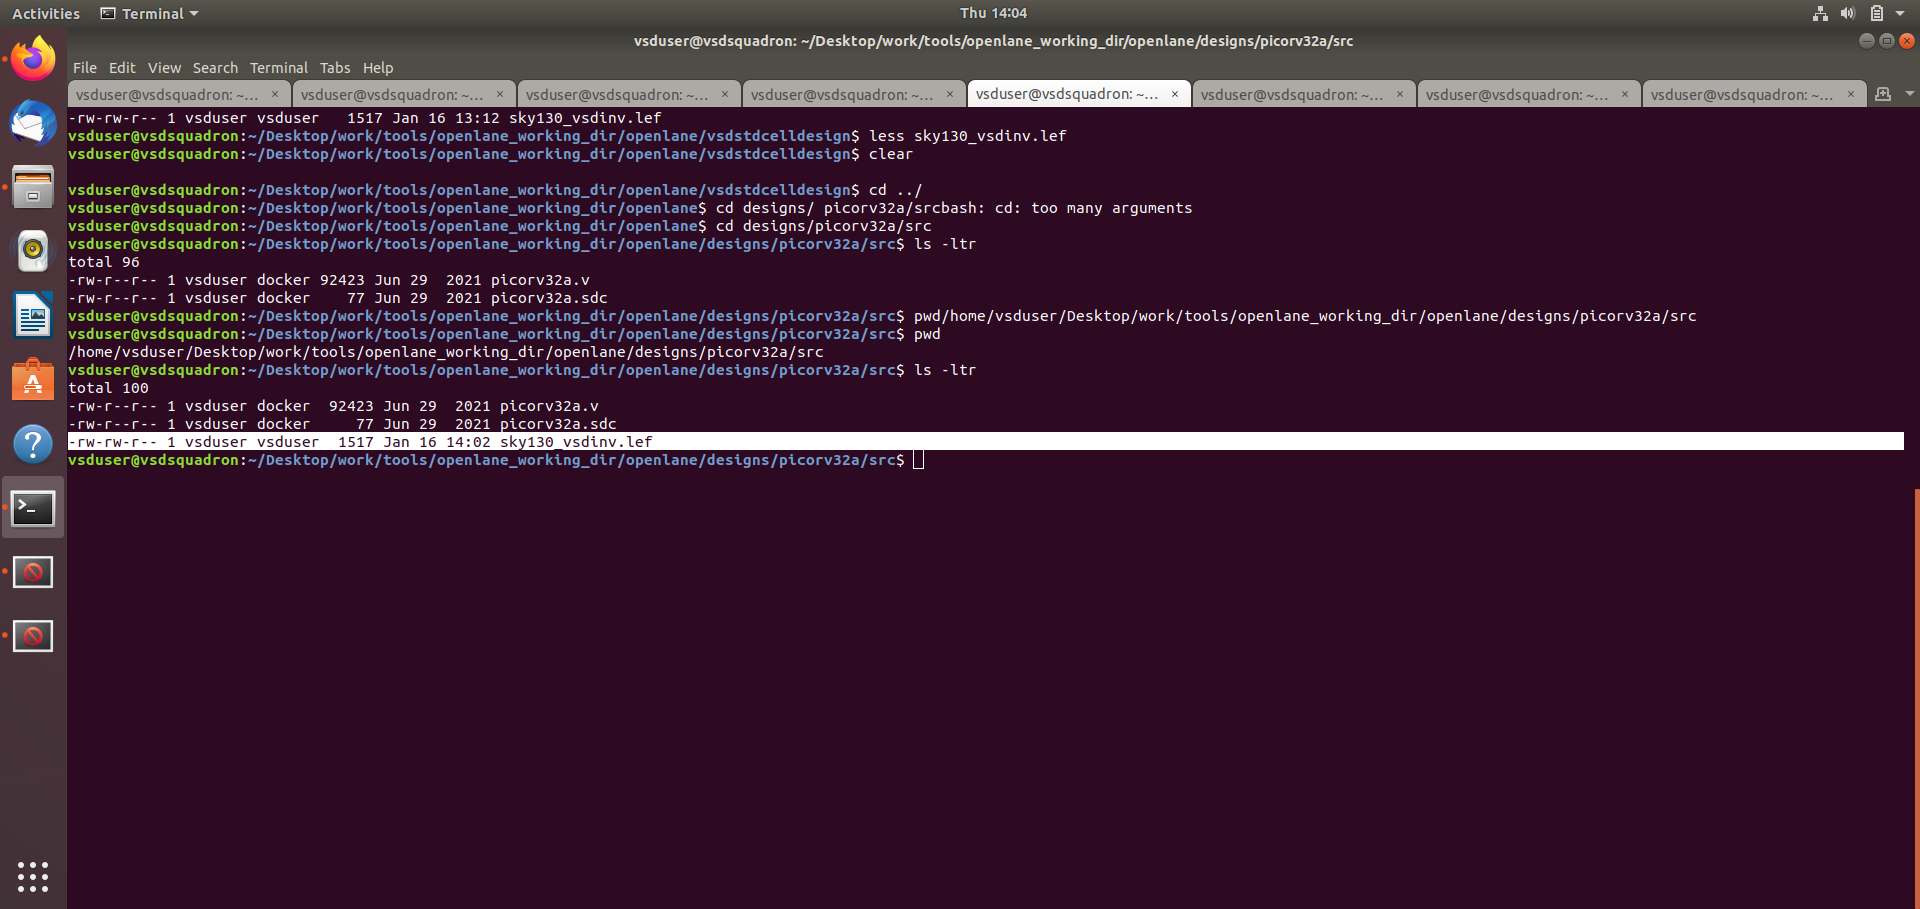 Activities Terminal Thu 14:04
vsduser@vsdsquadron: ~/Desktop/work/tools/openlane_working_dir/openlane/designs/picorv32a/src
File Edit View Search Terminal Tabs Help
vsduser@vsdsquadron: ~... × vsduser@vsdsquadron: ~... × vsduser@vsdsquadron: ~... × vsduser@vsdsquadron: ~... × vsduser@vsdsquadron: ~... × vsduser@vsdsquadron: ~... × vsduser@vsdsquadron: ~... × vsduser@vsdsquadron: ~... ×
-rw-rw-r-- 1 vsduser vsduser   1517 Jan 16 13:12 sky130_vsdinv.lef
vsduser@vsdsquadron:~/Desktop/work/tools/openlane_working_dir/openlane/vsdstdcelldesign$ less sky130_vsdinv.lef
vsduser@vsdsquadron:~/Desktop/work/tools/openlane_working_dir/openlane/vsdstdcelldesign$ clear
vsduser@vsdsquadron:~/Desktop/work/tools/openlane_working_dir/openlane/vsdstdcelldesign$ cd ../
vsduser@vsdsquadron:~/Desktop/work/tools/openlane_working_dir/openlane$ cd designs/ picorv32a/srcbash: cd: too many arguments
vsduser@vsdsquadron:~/Desktop/work/tools/openlane_working_dir/openlane$ cd designs/picorv32a/src
vsduser@vsdsquadron:~/Desktop/work/tools/openlane_working_dir/openlane/designs/picorv32a/src$ ls -ltr
total 96
-rw-r--r-- 1 vsduser docker 92423 Jun 29  2021 picorv32a.v
-rw-r--r-- 1 vsduser docker    77 Jun 29  2021 picorv32a.sdc
vsduser@vsdsquadron:~/Desktop/work/tools/openlane_working_dir/openlane/designs/picorv32a/src$ pwd/home/vsduser/Desktop/work/tools/openlane_working_dir/openlane/designs/picorv32a/src
vsduser@vsdsquadron:~/Desktop/work/tools/openlane_working_dir/openlane/designs/picorv32a/src$ pwd
/home/vsduser/Desktop/work/tools/openlane_working_dir/openlane/designs/picorv32a/src
vsduser@vsdsquadron:~/Desktop/work/tools/openlane_working_dir/openlane/designs/picorv32a/src$ ls -ltr
total 100
-rw-r--r-- 1 vsduser docker  92423 Jun 29  2021 picorv32a.v
-rw-r--r-- 1 vsduser docker     77 Jun 29  2021 picorv32a.sdc
-rw-rw-r-- 1 vsduser vsduser  1517 Jan 16 14:02 sky130_vsdinv.lef
vsduser@vsdsquadron:~/Desktop/work/tools/openlane_working_dir/openlane/designs/picorv32a/src$